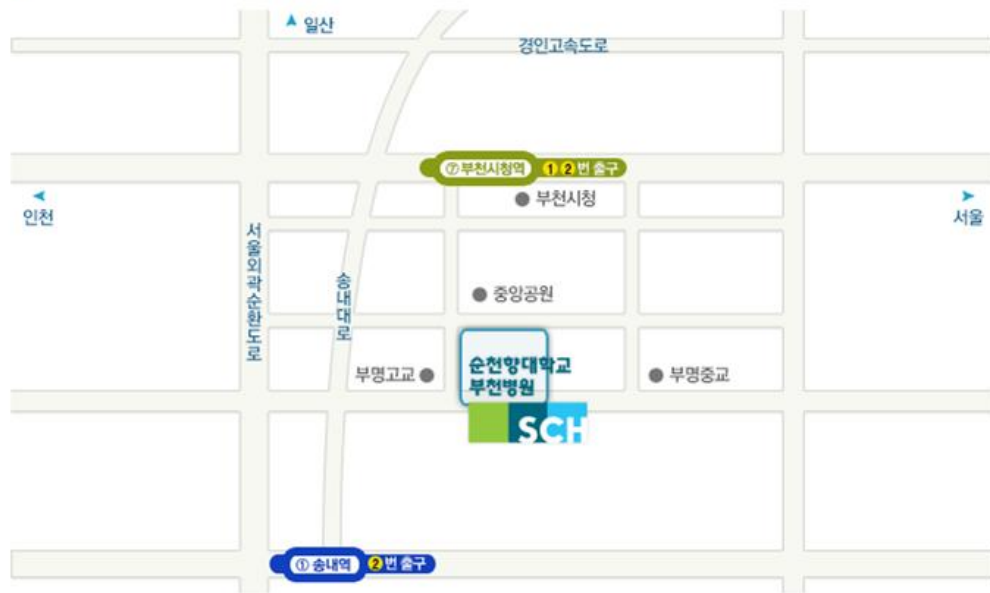 일산
경인고속도로
⑦ 부천시청역 1 2 번 출구
부천시청
인천
서울
서울외곽순환도로
송내대로
중앙공원
부명고교
순천향대학교
부천병원
부명중교
SCH
① 송내역 2 번 출구